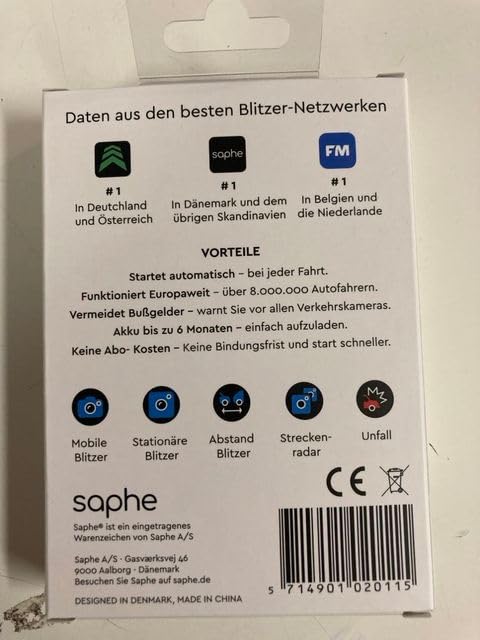 Daten aus den besten Blitzer-Netzwerken
saphe
FM
#1
In Deutchland
und Österreich
#1
In Dänemark und dem
übrigen Skandinavien
#1
In Belgien und
die Niederlande
VORTEILE
Startet automatisch – bei jeder Fahrt.
Funktioniert Europaweit – über 8.000.000 Autofahrern.
Vermeidet Bußgelder – warnt Sie vor allen Verkehrskameras.
Akku bis zu 6 Monaten – einfach aufzuladen.
Keine Abo- Kosten – Keine Bindungsfrist und start schneller.
Mobile
Blitzer
Stationäre
Blitzer
Abstand
Blitzer
Strecken-
radar
Unfall
CE
saphe
Saphe® ist ein eingetragenes
Warenzeichen von Saphe A/S
Saphe A/S · Gasværksvej 46
9000 Aalborg · Dänemark
Besuchen Sie Saphe auf saphe.de
DESIGNED IN DENMARK, MADE IN CHINA
5 714901 020115